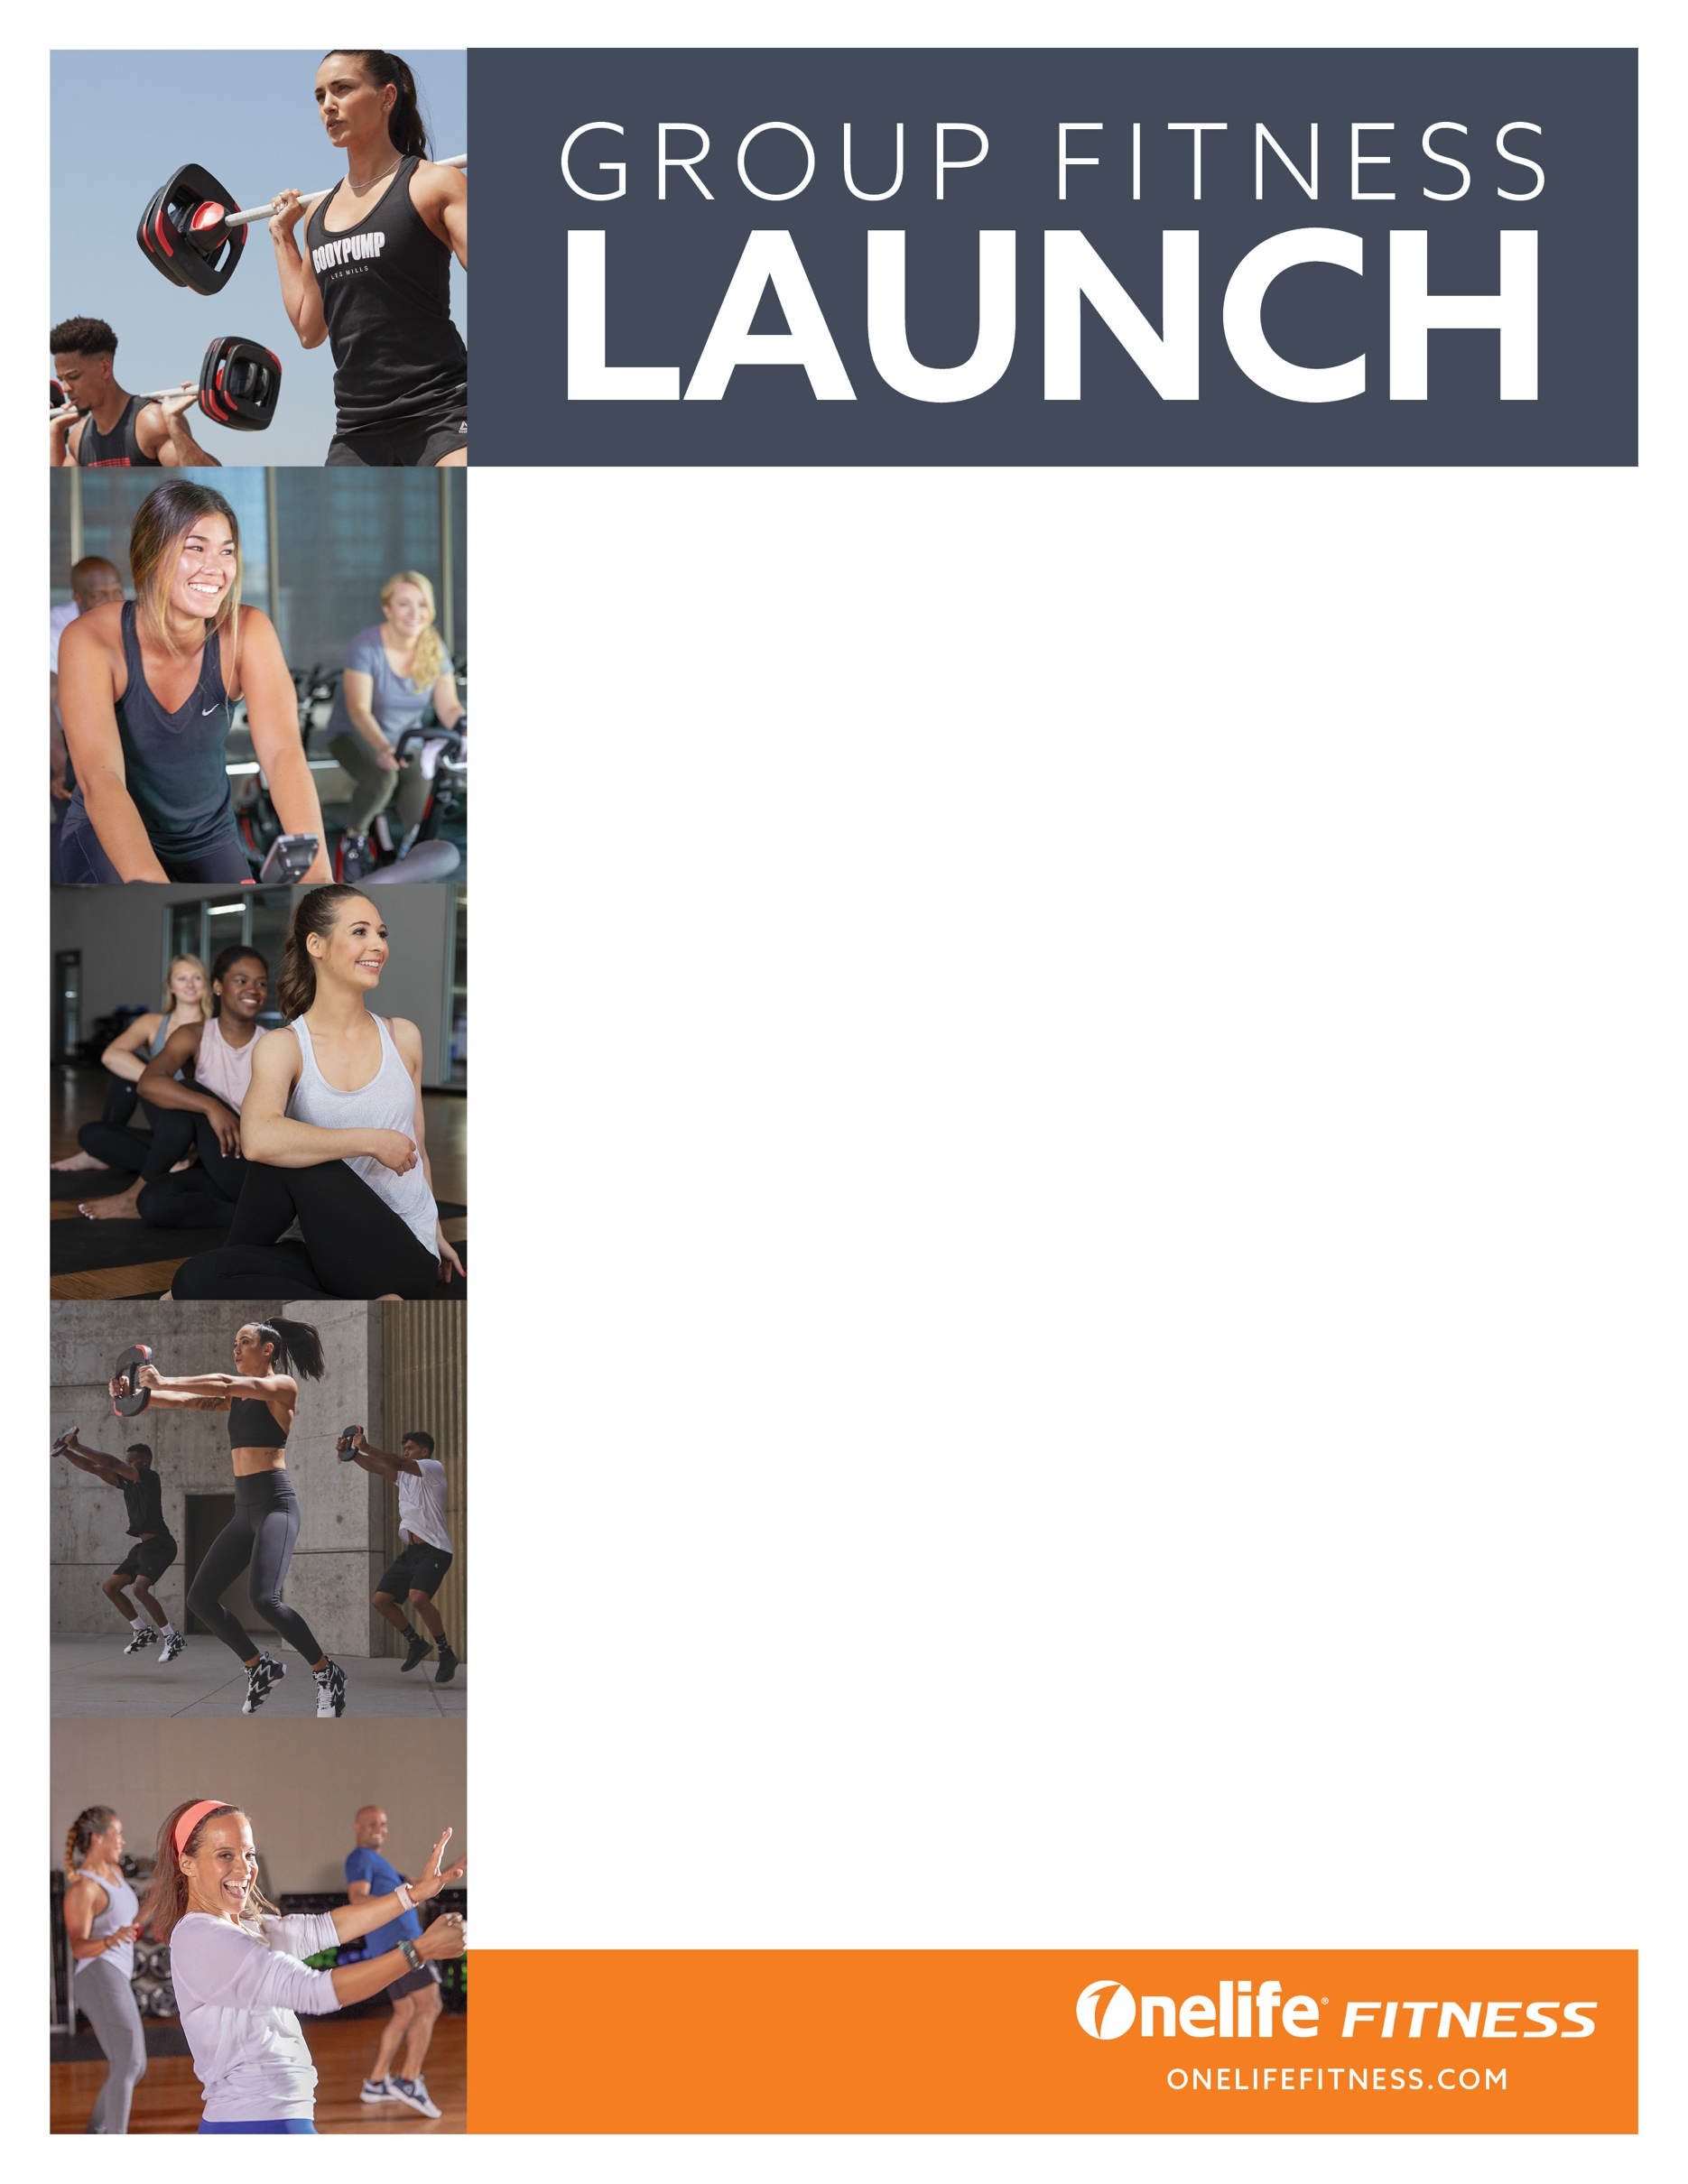 GROUP FITNESS
LAUNCH
BODYPUMP
LES MILLS
Onelife® FITNESS
ONELIFEFITNESS.COM